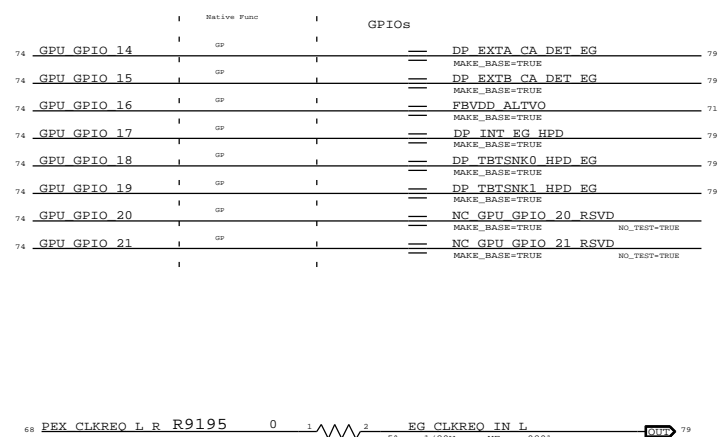 Native Func
GPIOs
74 GPU GPIO 14 GP DP EXTA CA DET EG 79
MAKE_BASE=TRUE
74 GPU GPIO 15 GP DP EXTB CA DET EG 79
MAKE_BASE=TRUE
74 GPU GPIO 16 GP FBVDD ALTVO 71
MAKE_BASE=TRUE
74 GPU GPIO 17 GP DP INT EG HPD 79
MAKE_BASE=TRUE
74 GPU GPIO 18 GP DP TBTSNK0 HPD EG 79
MAKE_BASE=TRUE
74 GPU GPIO 19 GP DP TBTSNK1 HPD EG 79
MAKE_BASE=TRUE
74 GPU GPIO 20 GP NC GPU GPIO 20 RSVD
MAKE_BASE=TRUE NO_TEST=TRUE
74 GPU GPIO 21 GP NC GPU GPIO 21 RSVD
MAKE_BASE=TRUE NO_TEST=TRUE
68 PEX CLKREQ L R R9195 0 1 2 EG CLKREQ IN L OUT 79